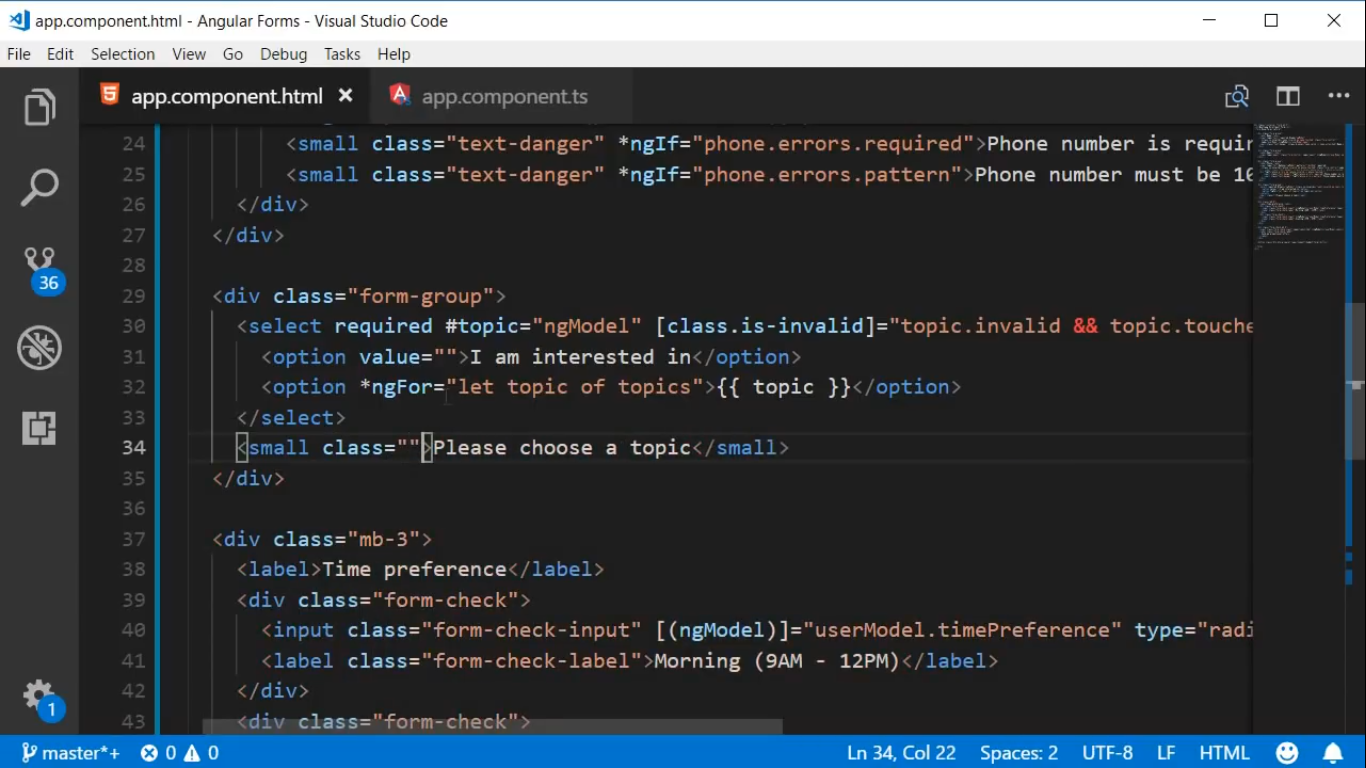 app.component.html - Angular Forms - Visual Studio Code
File Edit Selection View Go Debug Tasks Help
app.component.html app.component.ts
24 <small class="text-danger" *ngIf="phone.errors.required">Phone number is requir
25 <small class="text-danger" *ngIf="phone.errors.pattern">Phone number must be 10
26 </div>
27 </div>
28
29 <div class="form-group">
30 <select required #topic="ngModel" [class.is-invalid]="topic.invalid && topic.touche
31 <option value="">I am interested in</option>
32 <option *ngFor="let topic of topics">{{ topic }}</option>
33 </select>
34 <small class="">Please choose a topic</small>
35 </div>
36
37 <div class="mb-3">
38 <label>Time preference</label>
39 <div class="form-check">
40 <input class="form-check-input" [(ngModel)]="userModel.timePreference" type="radi
41 <label class="form-check-label">Morning (9AM - 12PM)</label>
42 </div>
43 <div class="form-check">
36
1
master*+ 0 0 Ln 34, Col 22 Spaces: 2 UTF-8 LF HTML